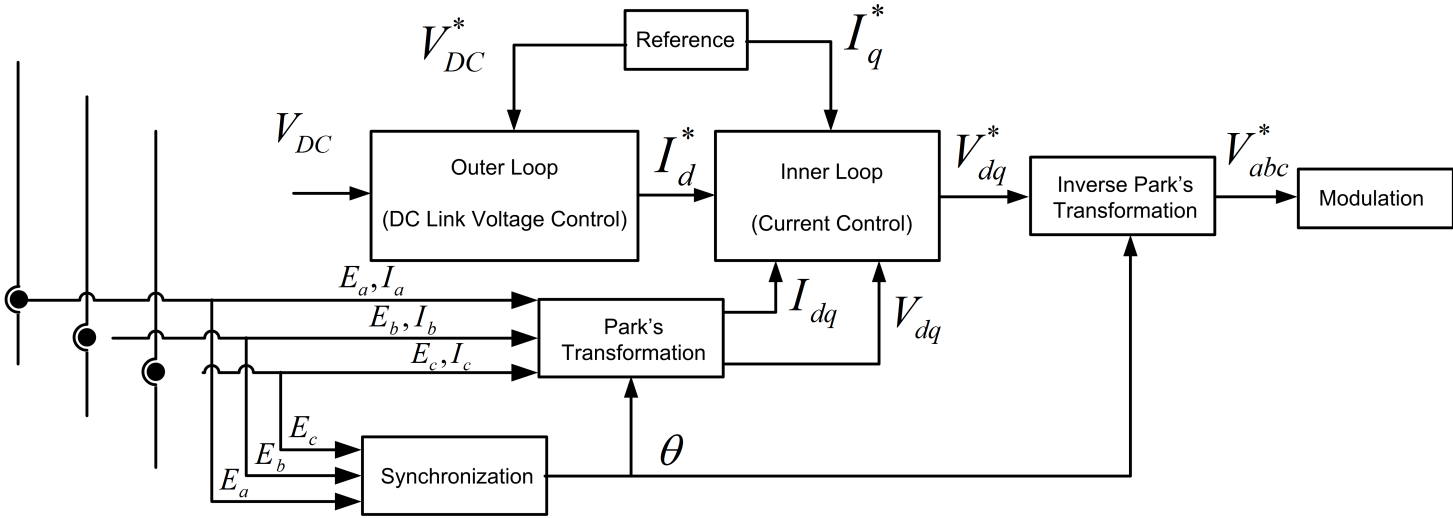 V*DC
Reference
I*q
VDC
Outer Loop
(DC Link Voltage Control)
I*d
Inner Loop
(Current Control)
V*dq
Inverse Park's
Transformation
V*abc
Modulation
Ea, Ia
Eb, Ib
Ec, Ic
Park's
Transformation
Idq
Vdq
Ec
Eb
Ea
Synchronization
θ